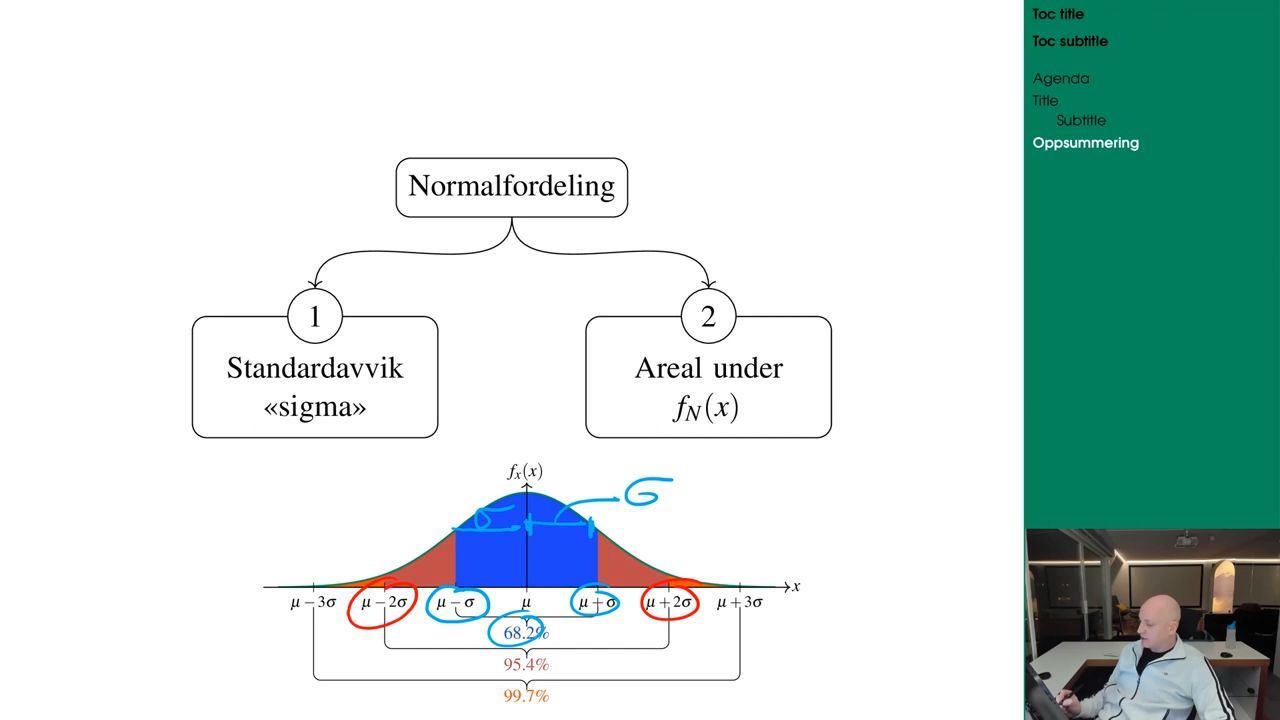 Toc title
Toc subtitle
Agenda
Title
Subtitle
Oppsummering
Normalfordeling
1
Standardavvik
«sigma»
2
Areal under
f_N(x)
f_x(x)
σ σ
x
μ − 3σ μ − 2σ μ − σ μ μ + σ μ + 2σ μ + 3σ
68.2%
95.4%
99.7%